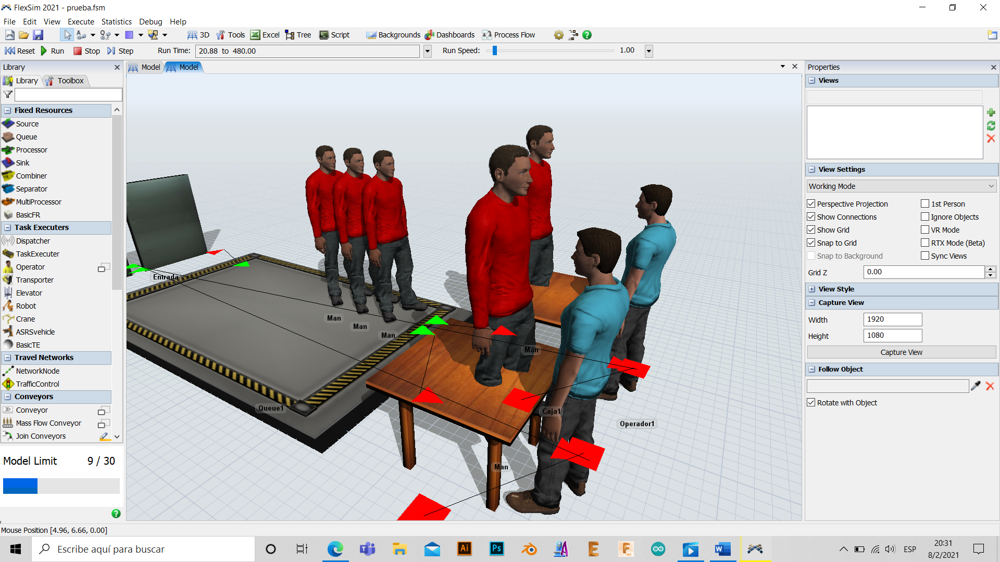 FlexSim 2021 - prueba.fsm
File Edit View Execute Statistics Debug Help
3D Tools Excel Tree Script Backgrounds Dashboards Process Flow
Reset Run Stop Step Run Time: 20.88 to 480.00 Run Speed: 1.00
Library
Library Toolbox
Fixed Resources
Source
Queue
Processor
Sink
Combiner
Separator
MultiProcessor
BasicFR
Task Executers
Dispatcher
TaskExecuter
Operator
Transporter
Elevator
Robot
Crane
ASRSvehicle
BasicTE
Travel Networks
NetworkNode
TrafficControl
Conveyors
Conveyor
Mass Flow Conveyor
Join Conveyors
Model Limit 9 / 30
Model Model
Entrada
Man
Man
Man
Man
Queue1
Caja1
Operador1
Man
Properties
Views
View Settings
Working Mode
Perspective Projection 1st Person
Show Connections Ignore Objects
Show Grid VR Mode
Snap to Grid RTX Mode (Beta)
Snap to Background Sync Views
Grid Z 0.00
View Style
Capture View
Width 1920
Height 1080
Capture View
Follow Object
Rotate with Object
Mouse Position [4.96, 6.66, 0.00]
Escribe aquí para buscar
Ai
Ps
ESP
20:31
8/2/2021